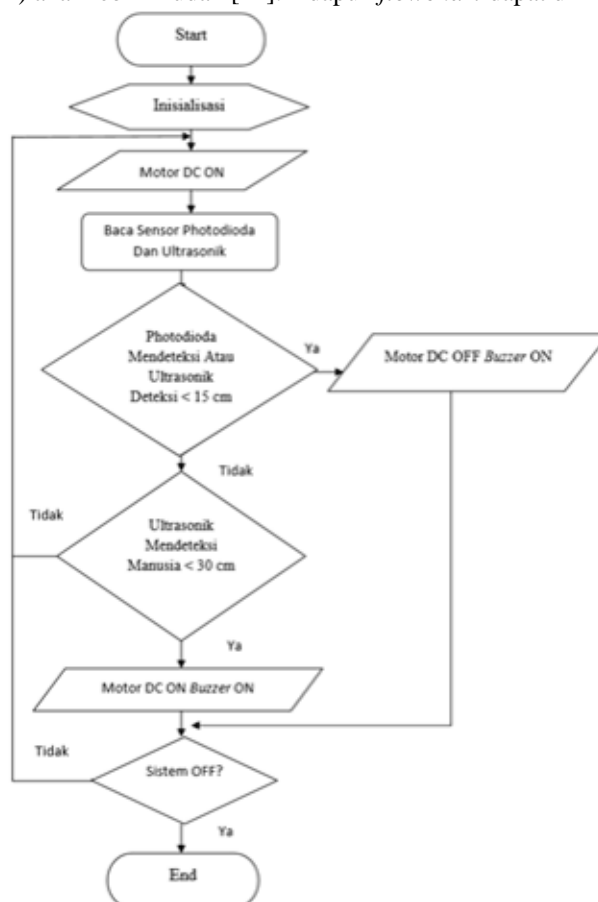 Start
Inisialisasi
Motor DC ON
Baca Sensor Photodioda
Dan Ultrasonik
Photodioda
Mendeteksi Atau
Ultrasonik
Deteksi < 15 cm
Ya
Motor DC OFF Buzzer ON
Tidak
Tidak
Ultrasonik
Mendeteksi
Manusia < 30 cm
Ya
Motor DC ON Buzzer ON
Tidak
Sistem OFF?
Ya
End